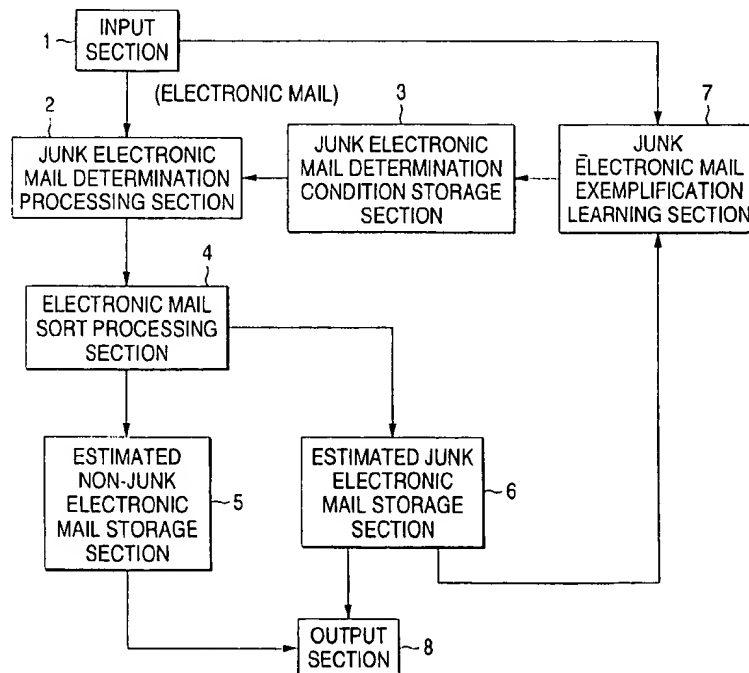 1
INPUT
SECTION
(ELECTRONIC MAIL)
2
JUNK ELECTRONIC
MAIL DETERMINATION
PROCESSING SECTION
3
JUNK ELECTRONIC
MAIL DETERMINATION
CONDITION STORAGE
SECTION
7
JUNK
ELECTRONIC MAIL
EXEMPLIFICATION
LEARNING SECTION
4
ELECTRONIC MAIL
SORT PROCESSING
SECTION
ESTIMATED
NON-JUNK
ELECTRONIC
MAIL STORAGE
SECTION
5
ESTIMATED JUNK
ELECTRONIC
MAIL STORAGE
SECTION
6
OUTPUT
SECTION
8